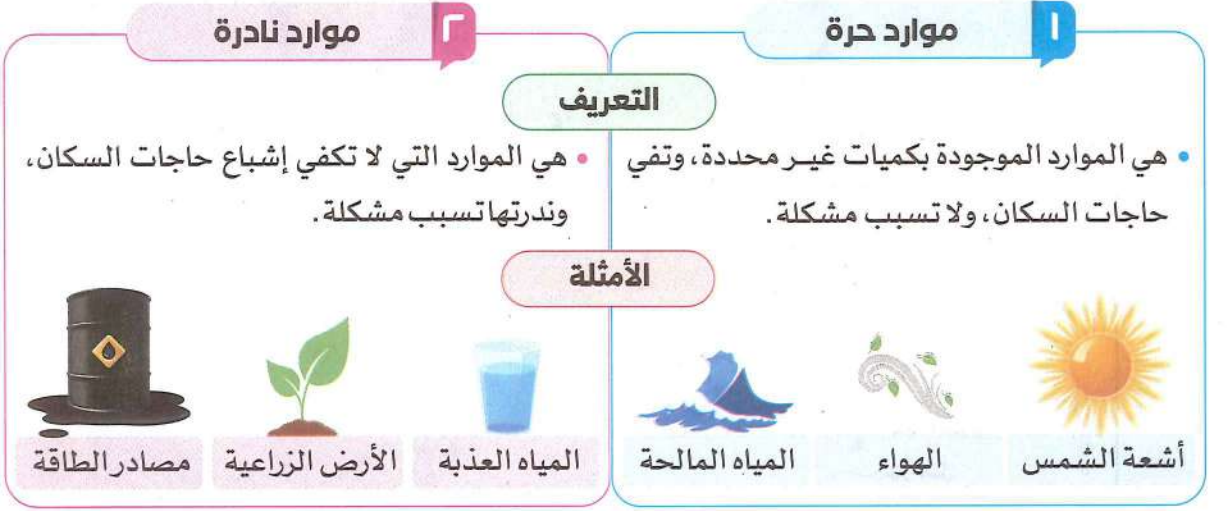 ١ موارد حرة
٢ موارد نادرة
التعريف
• هي الموارد الموجودة بكميات غير محددة، وتفي
حاجات السكان، ولا تسبب مشكلة.
• هي الموارد التي لا تكفي إشباع حاجات السكان،
وندرتها تسبب مشكلة.
الأمثلة
أشعة الشمس
الهواء
المياه المالحة
المياه العذبة
الأرض الزراعية
مصادر الطاقة